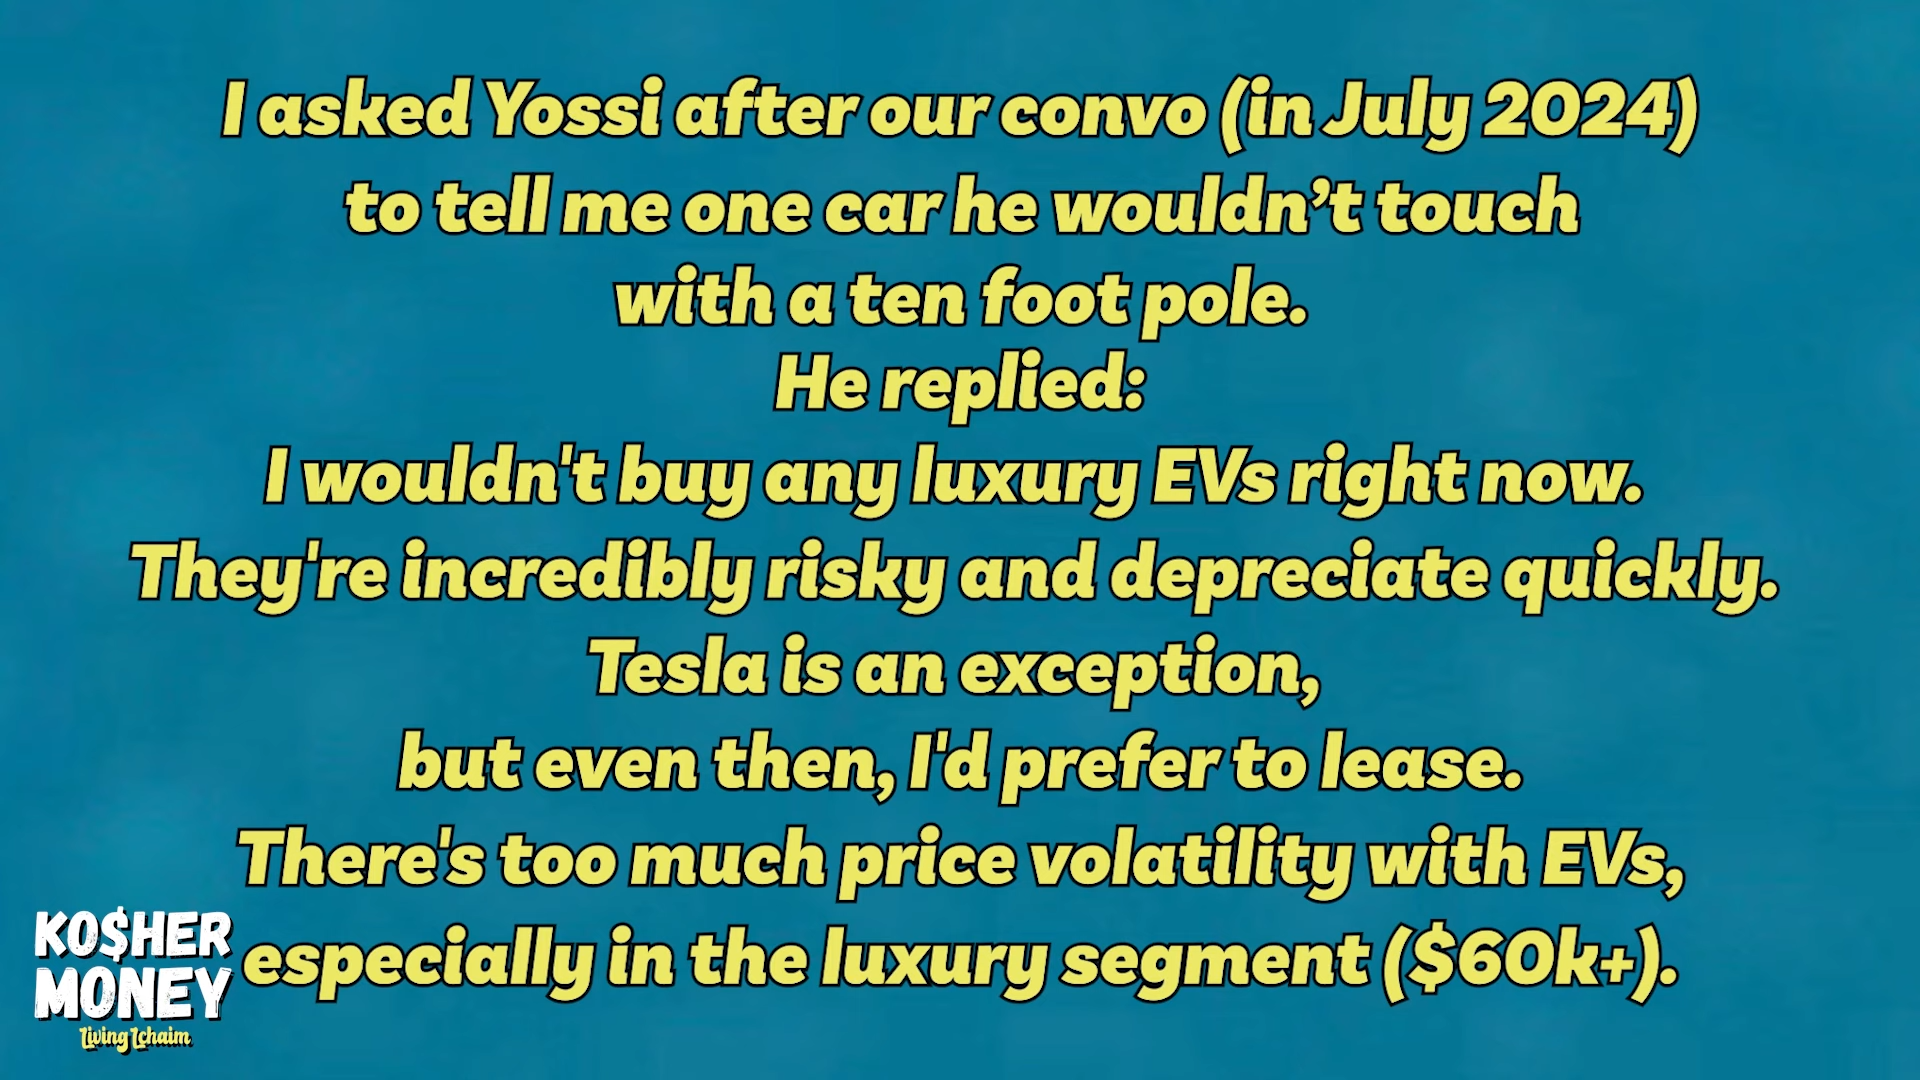 I asked Yossi after our convo (in July 2024)
to tell me one car he wouldn’t touch
with a ten foot pole.
He replied:
I wouldn't buy any luxury EVs right now.
They're incredibly risky and depreciate quickly.
Tesla is an exception,
but even then, I'd prefer to lease.
There's too much price volatility with EVs,
especially in the luxury segment ($60k+).
KO$HER
MONEY
Living Lchaim